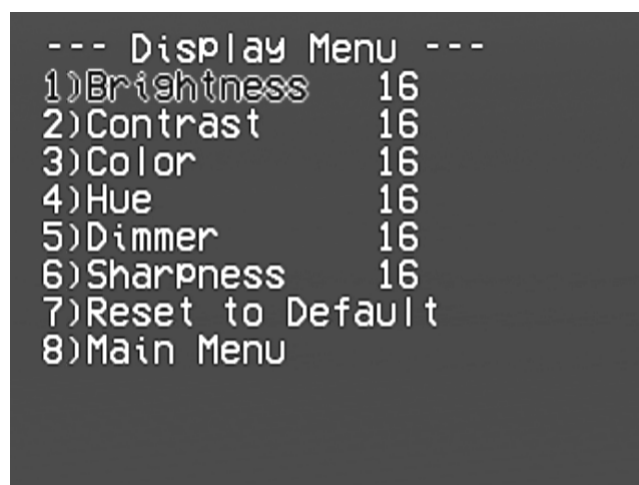 --- Display Menu ---
1)Brightness 16
2)Contrast 16
3)Color 16
4)Hue 16
5)Dimmer 16
6)Sharpness 16
7)Reset to Default
8)Main Menu